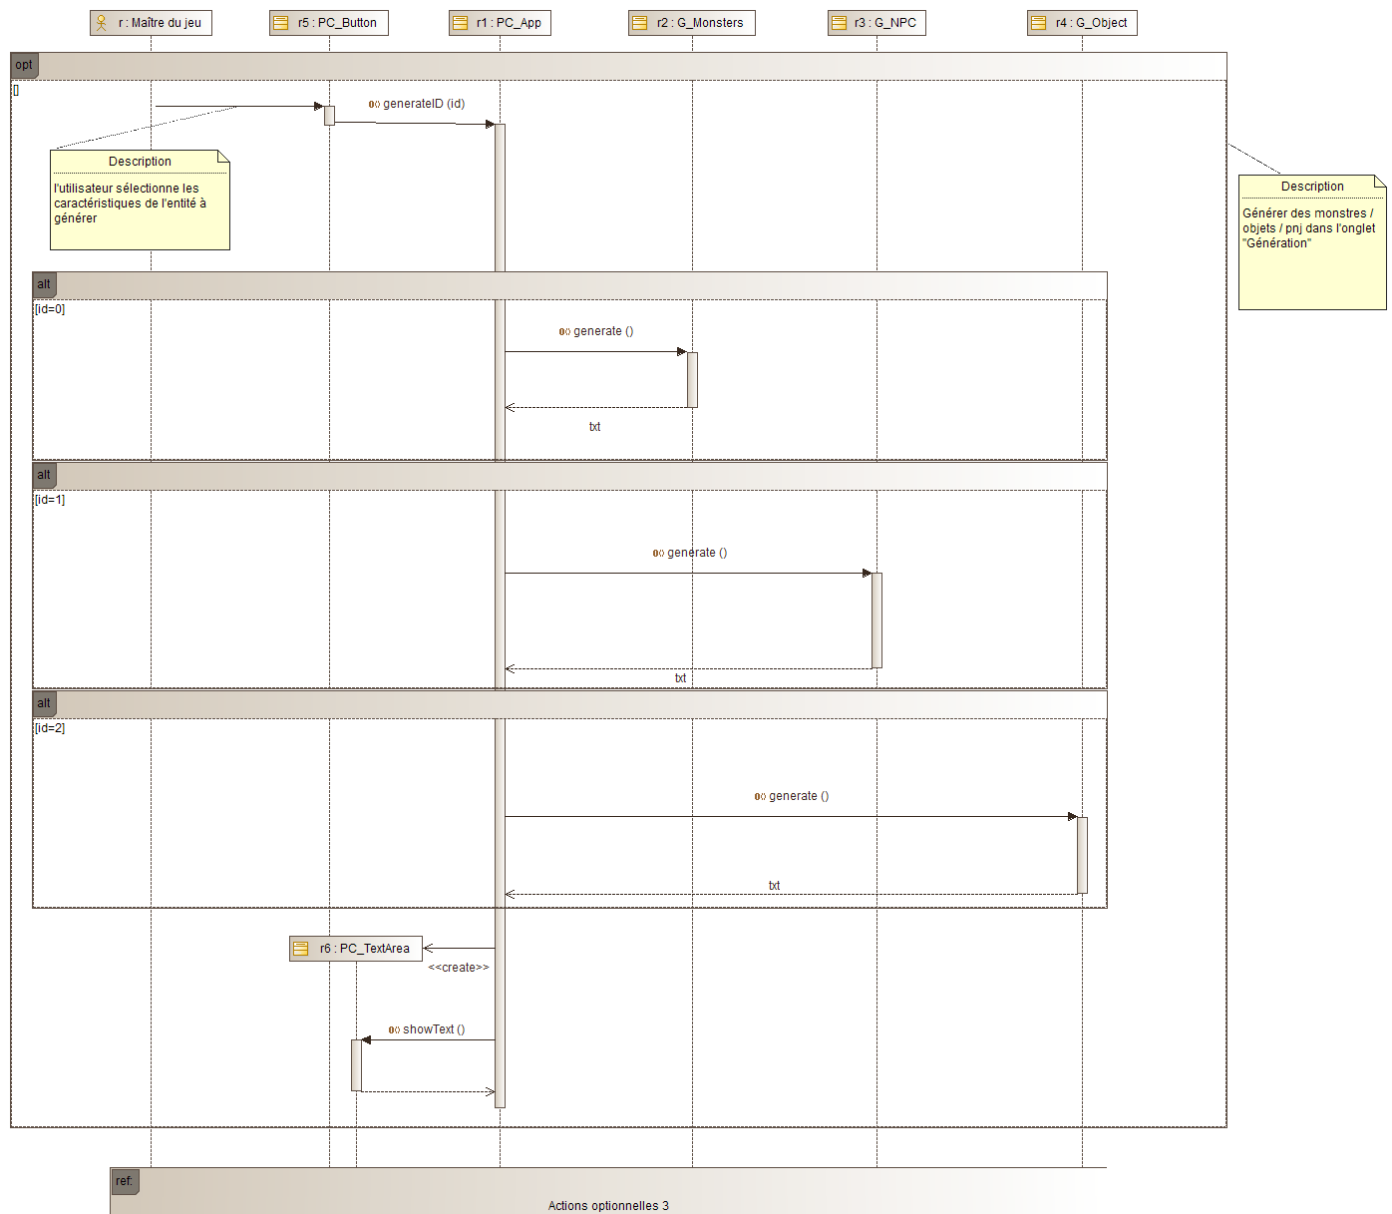 r : Maître du jeu
r5 : PC_Button
r1 : PC_App
r2 : G_Monsters
r3 : G_NPC
r4 : G_Object
opt
[]
generateID (id)
Description
l'utilisateur sélectionne les
caractéristiques de l'entité à
générer
Description
Générer des monstres /
objets / pnj dans l'onglet
"Génération"
alt
[id=0]
generate ()
txt
alt
[id=1]
generate ()
txt
alt
[id=2]
generate ()
txt
r6 : PC_TextArea
<<create>>
showText ()
ref:
Actions optionnelles 3